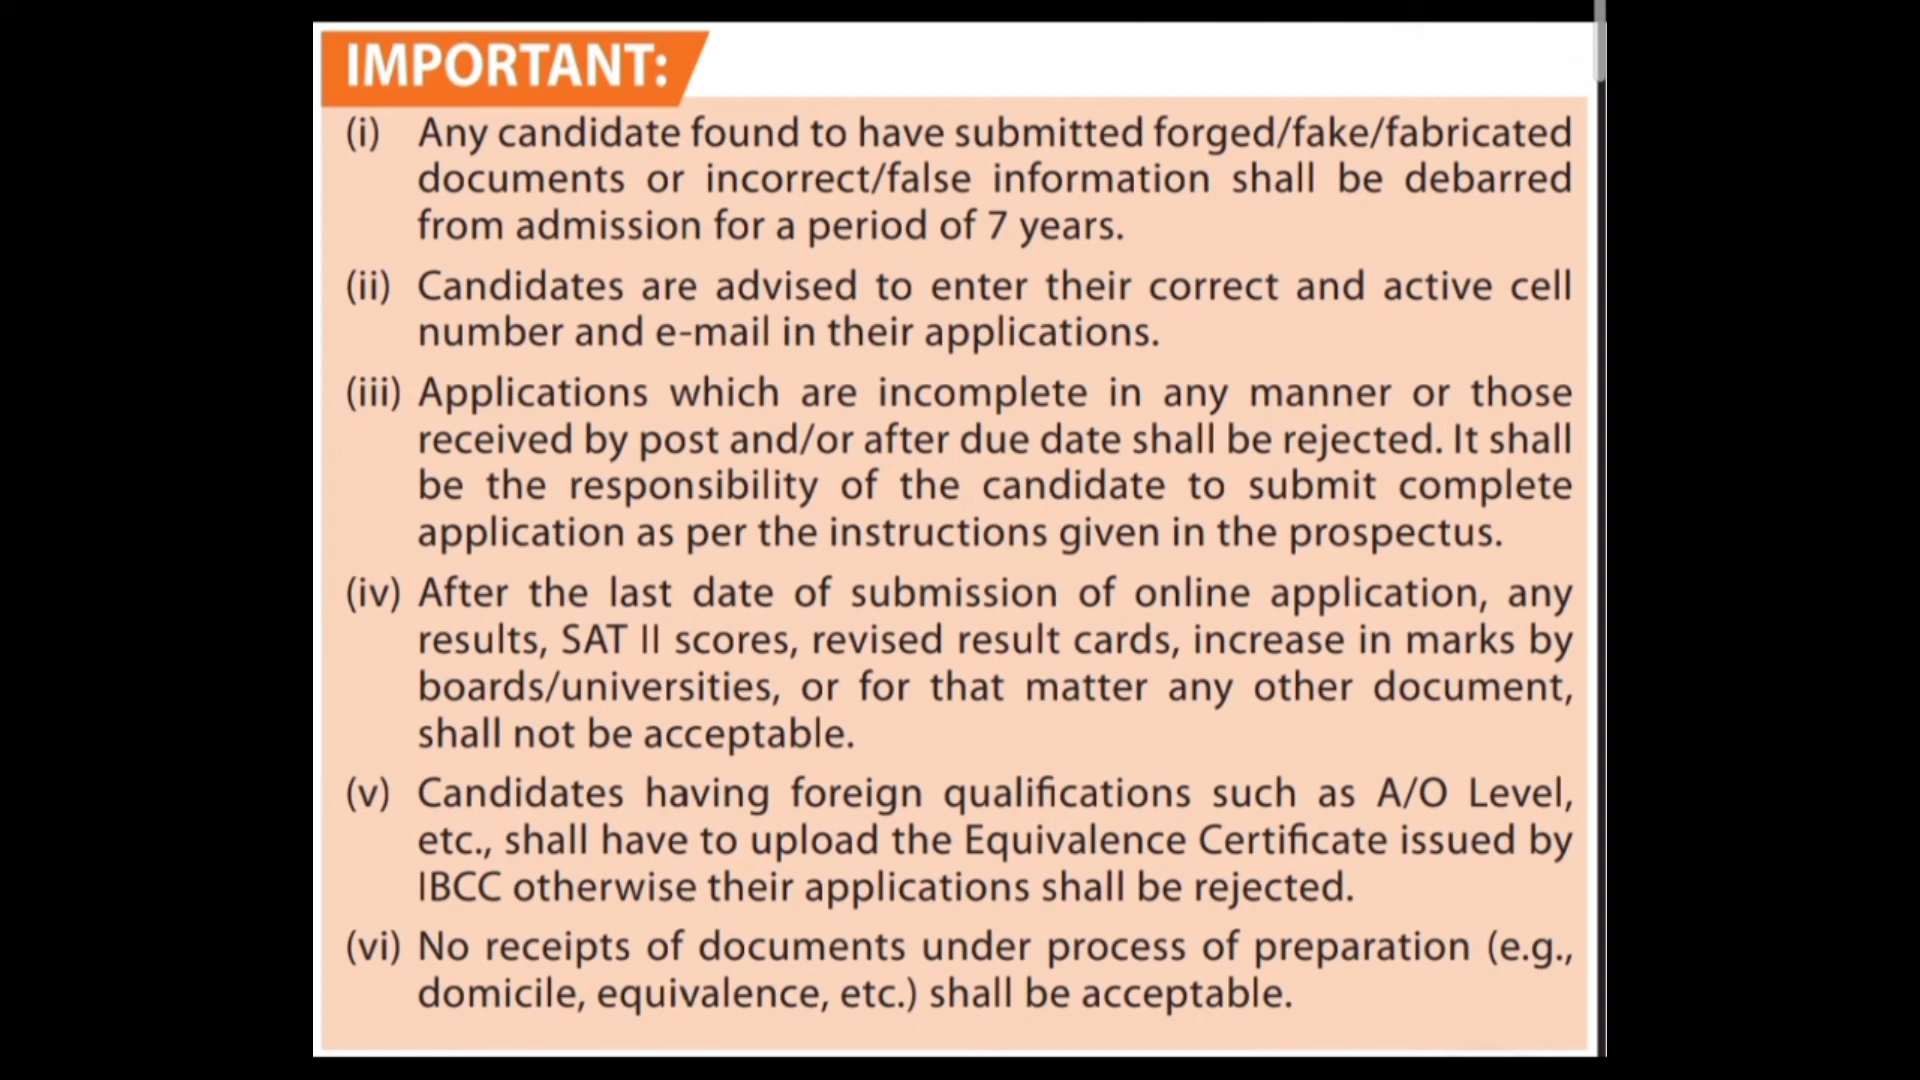 IMPORTANT:
(i) Any candidate found to have submitted forged/fake/fabricated
documents or incorrect/false information shall be debarred
from admission for a period of 7 years.
(ii) Candidates are advised to enter their correct and active cell
number and e-mail in their applications.
(iii) Applications which are incomplete in any manner or those
received by post and/or after due date shall be rejected. It shall
be the responsibility of the candidate to submit complete
application as per the instructions given in the prospectus.
(iv) After the last date of submission of online application, any
results, SAT II scores, revised result cards, increase in marks by
boards/universities, or for that matter any other document,
shall not be acceptable.
(v) Candidates having foreign qualifications such as A/O Level,
etc., shall have to upload the Equivalence Certificate issued by
IBCC otherwise their applications shall be rejected.
(vi) No receipts of documents under process of preparation (e.g.,
domicile, equivalence, etc.) shall be acceptable.